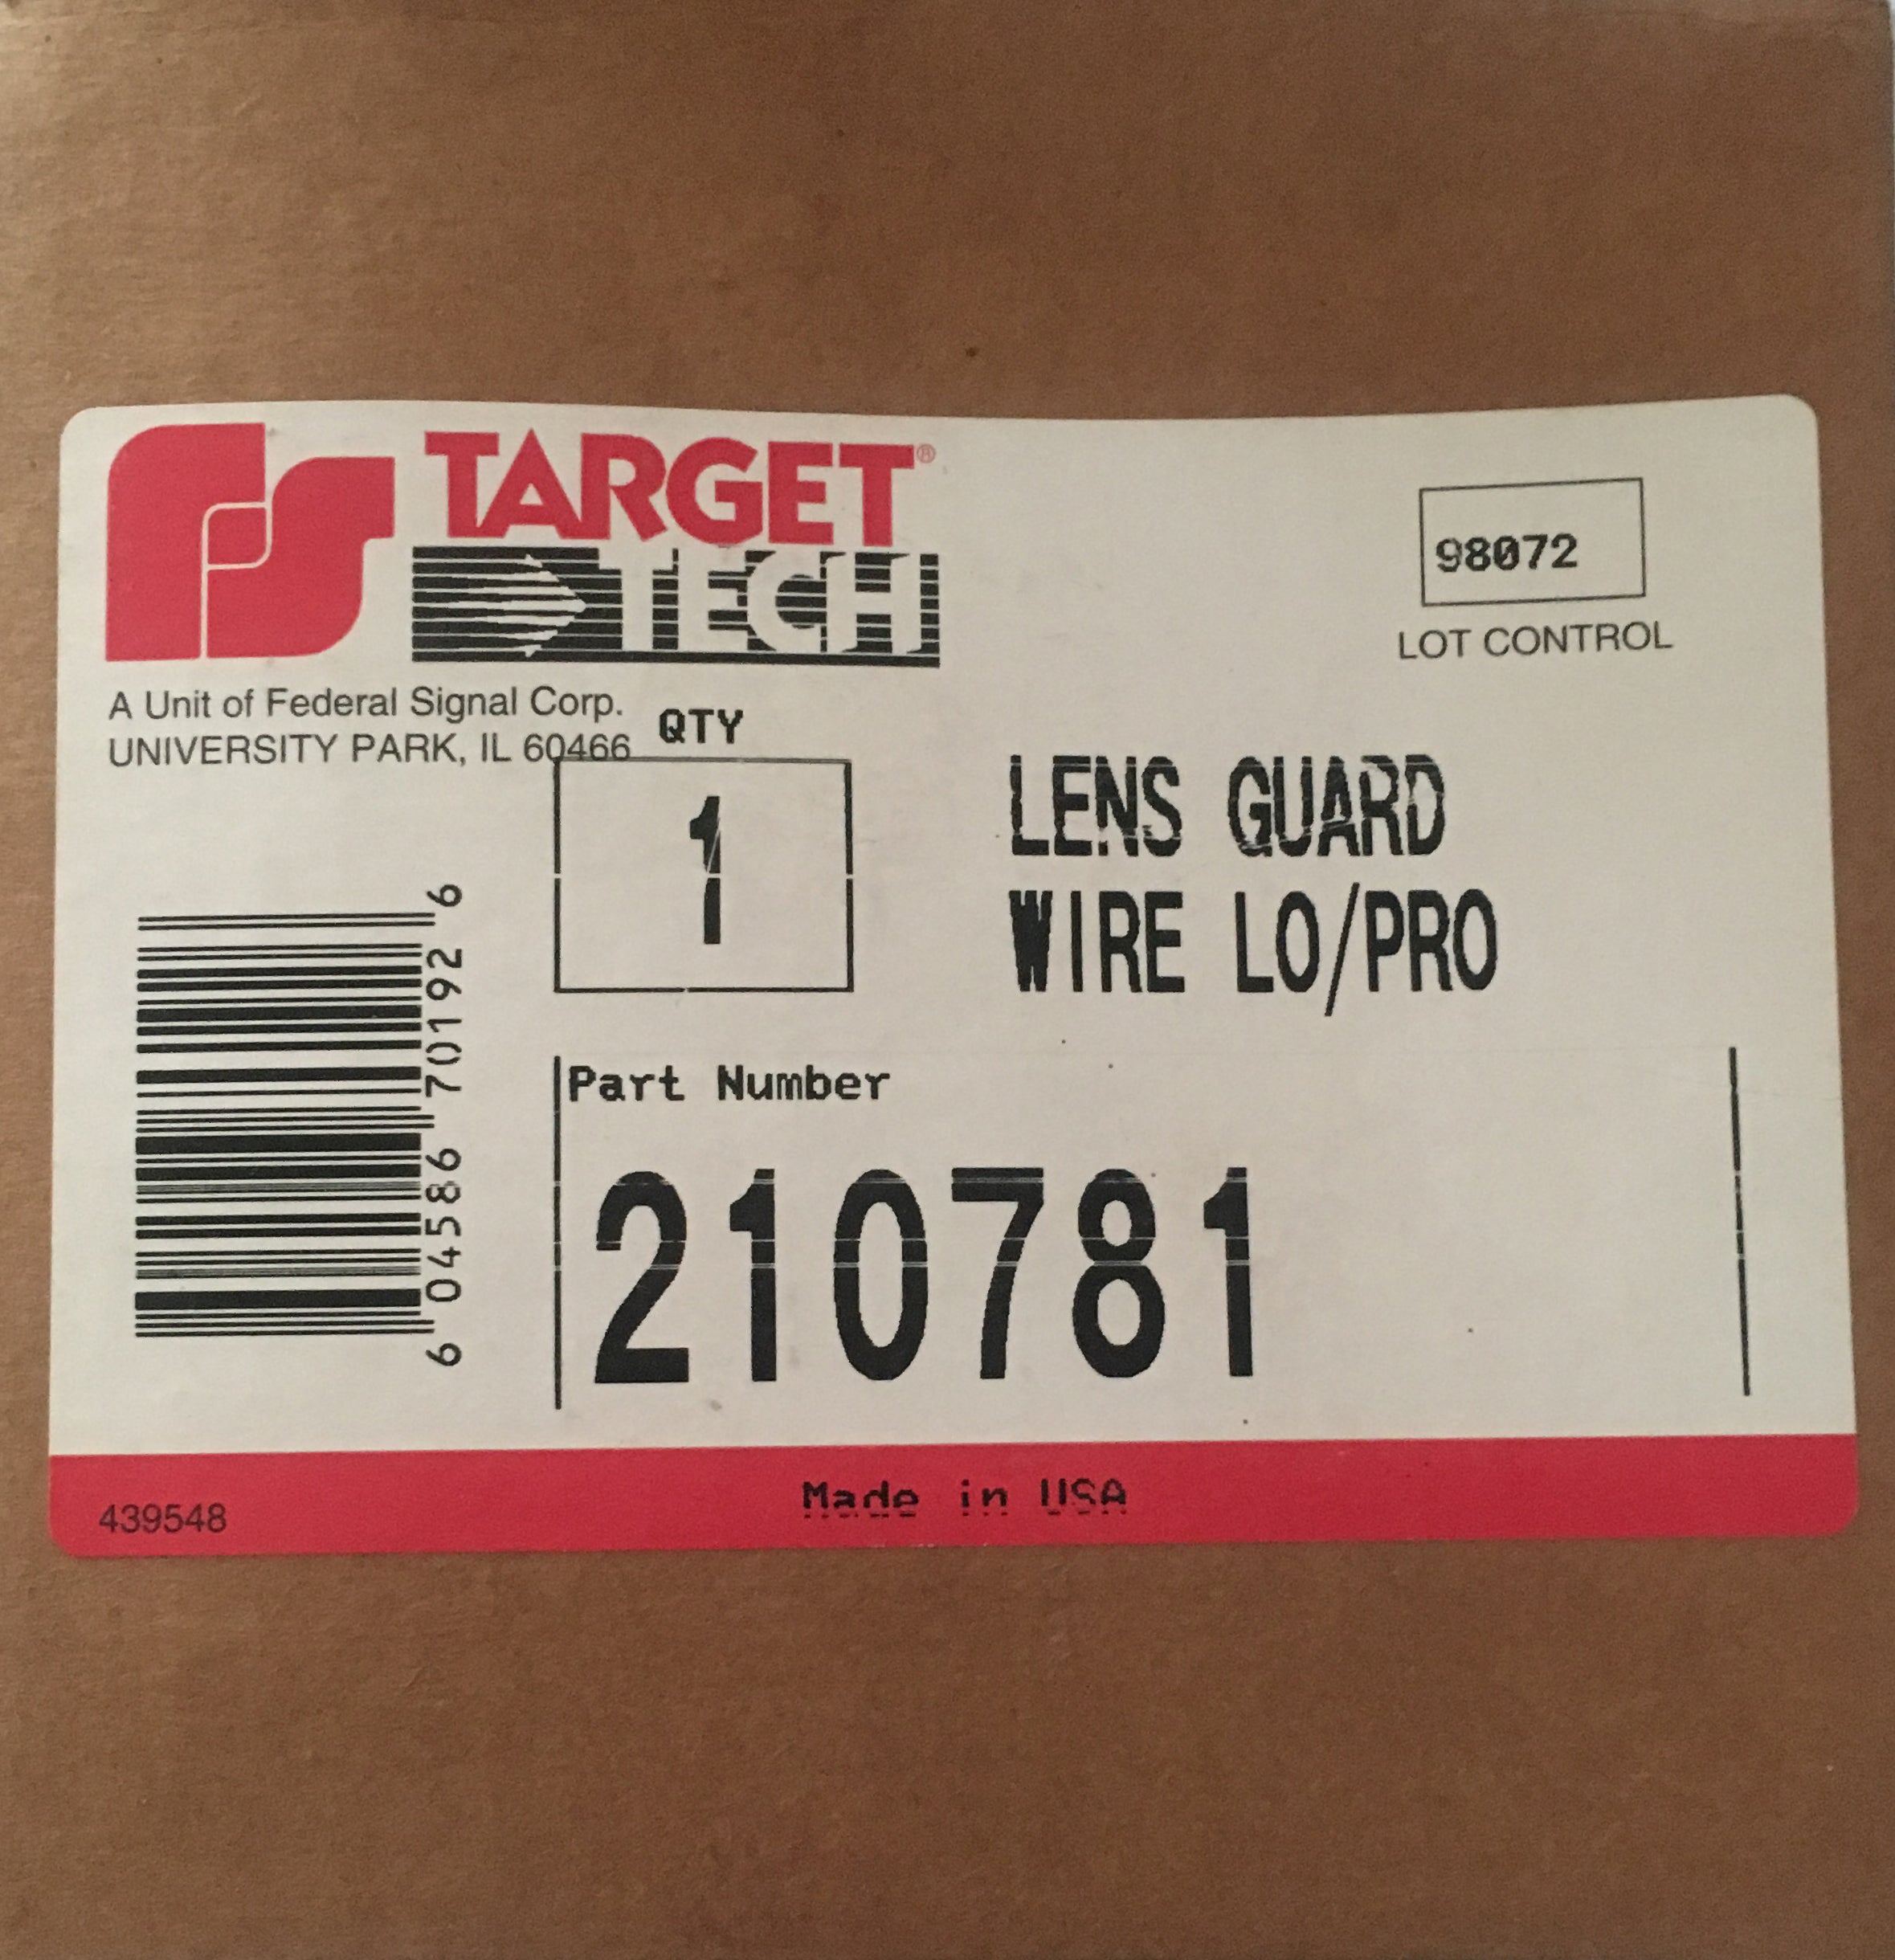 FS TARGET®
TECH
98072
LOT CONTROL
A Unit of Federal Signal Corp.
UNIVERSITY PARK, IL 60466
QTY
1
LENS GUARD
WIRE LO/PRO
6 04586 70192 6
Part Number
210781
Made in USA
439548